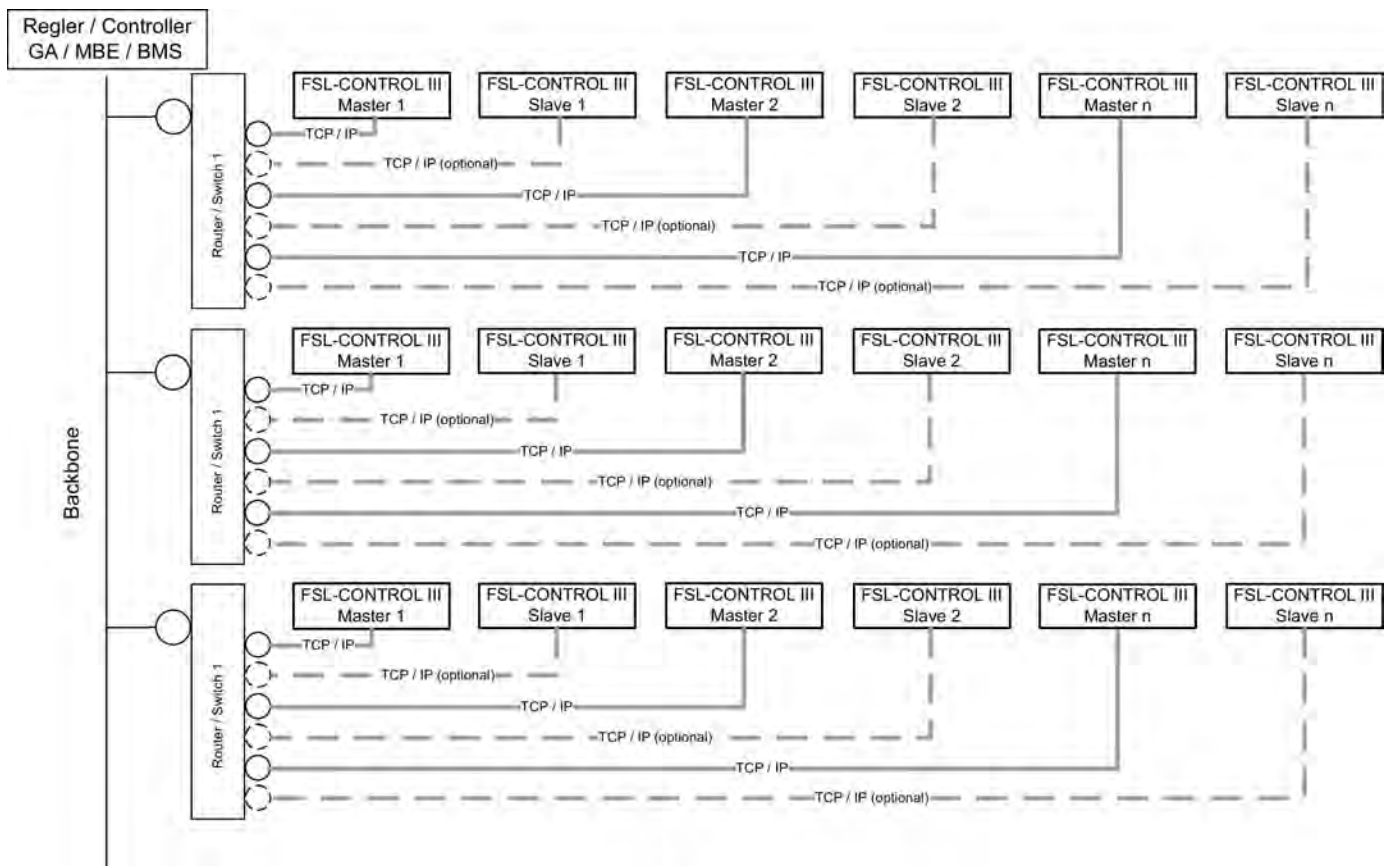 Regler / Controller
GA / MBE / BMS
Backbone
Router / Switch 1
FSL-CONTROL III
Master 1
FSL-CONTROL III
Slave 1
FSL-CONTROL III
Master 2
FSL-CONTROL III
Slave 2
FSL-CONTROL III
Master n
FSL-CONTROL III
Slave n
TCP / IP
TCP / IP (optional)
TCP / IP
TCP / IP (optional)
TCP / IP
TCP / IP (optional)
Router / Switch 1
FSL-CONTROL III
Master 1
FSL-CONTROL III
Slave 1
FSL-CONTROL III
Master 2
FSL-CONTROL III
Slave 2
FSL-CONTROL III
Master n
FSL-CONTROL III
Slave n
TCP / IP
TCP / IP (optional)
TCP / IP
TCP / IP (optional)
TCP / IP
TCP / IP (optional)
Router / Switch 1
FSL-CONTROL III
Master 1
FSL-CONTROL III
Slave 1
FSL-CONTROL III
Master 2
FSL-CONTROL III
Slave 2
FSL-CONTROL III
Master n
FSL-CONTROL III
Slave n
TCP / IP
TCP / IP (optional)
TCP / IP
TCP / IP (optional)
TCP / IP
TCP / IP (optional)